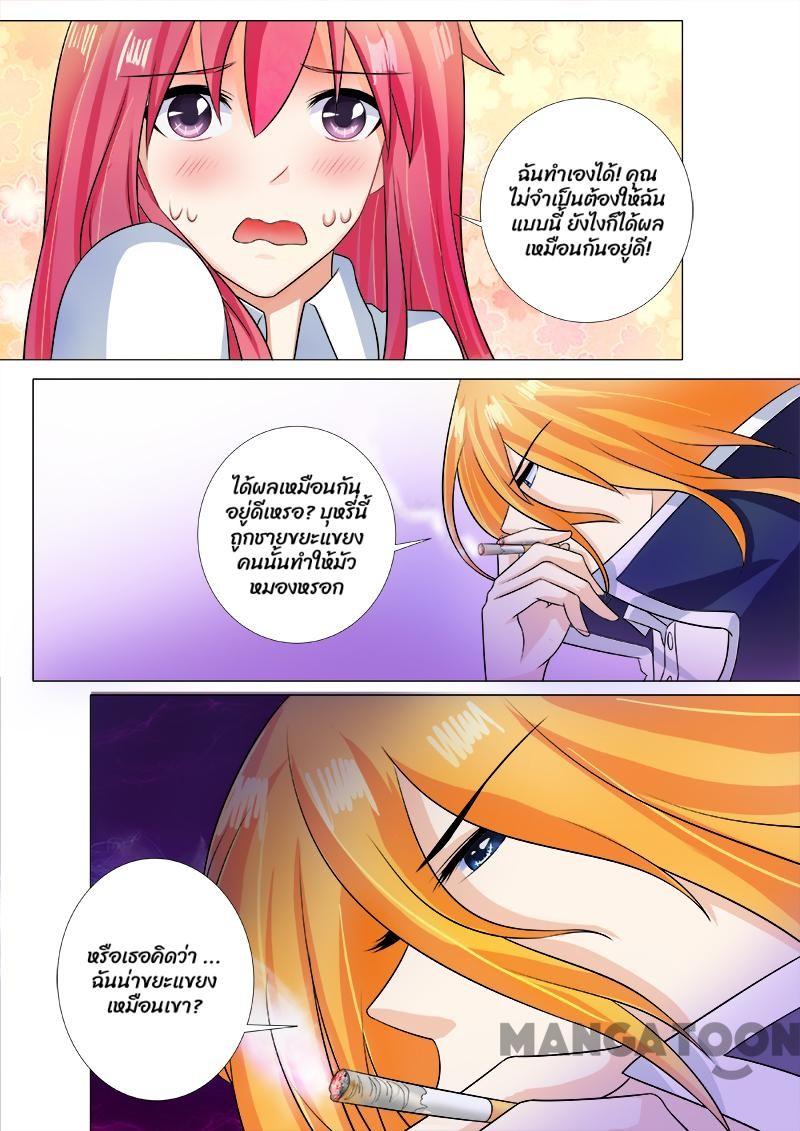 ฉันทำเองได้! คุณ
ไม่จำเป็นต้องให้ฉัน
แบบนี้ ยังไงก็ได้ผล
เหมือนกันอยู่ดี!
ได้ผลเหมือนกัน
อยู่ดีเหรอ? บุหรี่นี้
ถูกชายขยะแขยง
คนนั้นทำให้มัว
หมองหรอก
หรือเธอคิดว่า ...
ฉันน่าขยะแขยง
เหมือนเขา?
MANGATOON